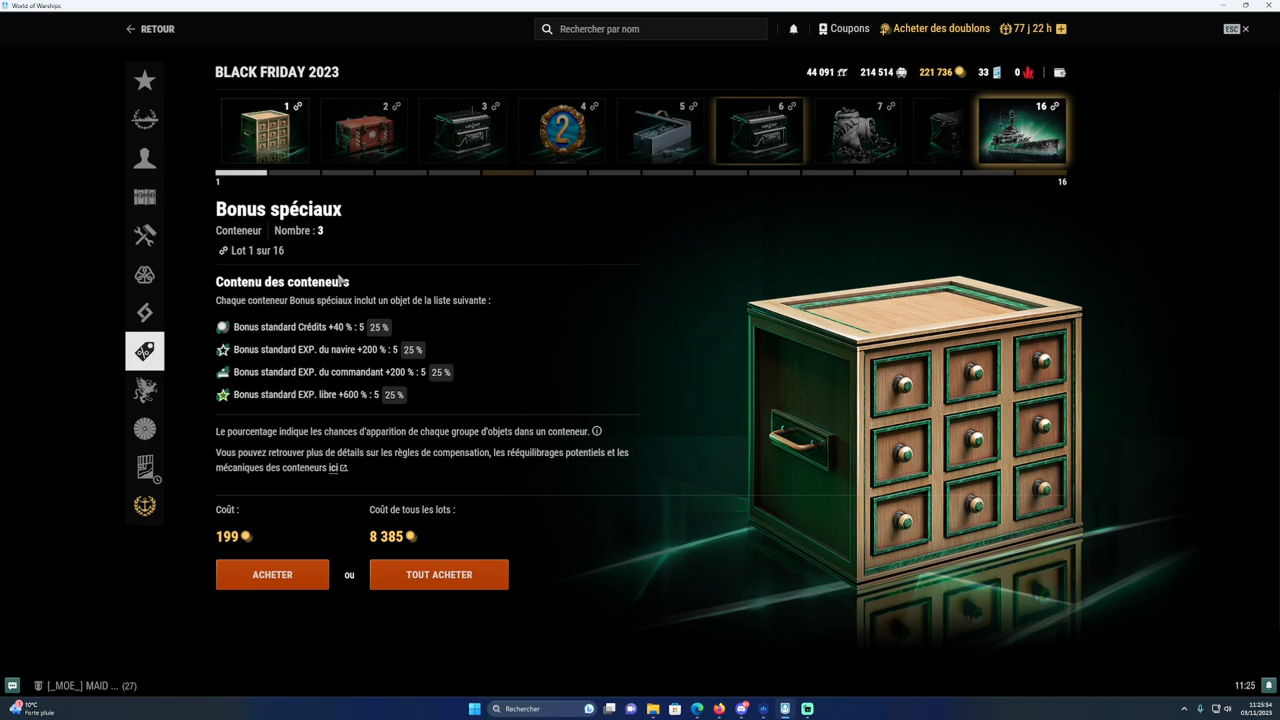 World of Warships
RETOUR
Rechercher par nom
Coupons
Acheter des doublons
77 j 22 h
ESC
BLACK FRIDAY 2023
44 091
214 514
221 736
33
0
1
2
3
4
5
6
7
16
2
1
16
Bonus spéciaux
Conteneur
Nombre : 3
Lot 1 sur 16
Contenu des conteneurs
Chaque conteneur Bonus spéciaux inclut un objet de la liste suivante :
Bonus standard Crédits +40 % : 5 25 %
Bonus standard EXP. du navire +200 % : 5 25 %
Bonus standard EXP. du commandant +200 % : 5 25 %
Bonus standard EXP. libre +600 % : 5 25 %
Le pourcentage indique les chances d'apparition de chaque groupe d'objets dans un conteneur.
Vous pouvez retrouver plus de détails sur les règles de compensation, les rééquilibrages potentiels et les
mécaniques des conteneurs ici
Coût :
Coût de tous les lots :
199
8 385
ACHETER
ou
TOUT ACHETER
[_MOE_] MAID ... (27)
11:25
10°C
Forte pluie
Rechercher
11:23:54
03/11/2023